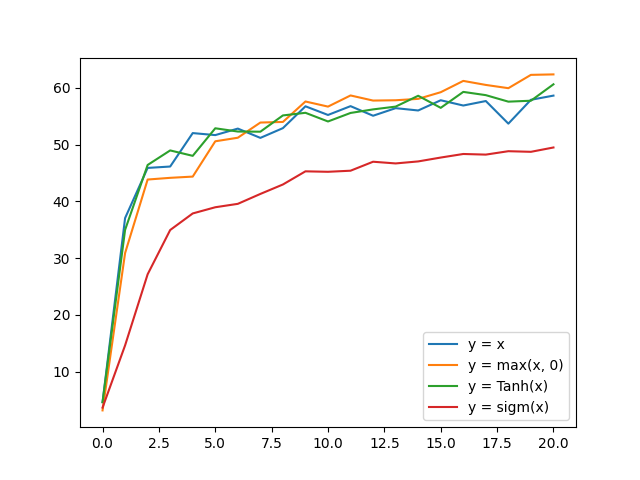 60
50
40
30
20
10
0.0 2.5 5.0 7.5 10.0 12.5 15.0 17.5 20.0
y = x
y = max(x, 0)
y = Tanh(x)
y = sigm(x)